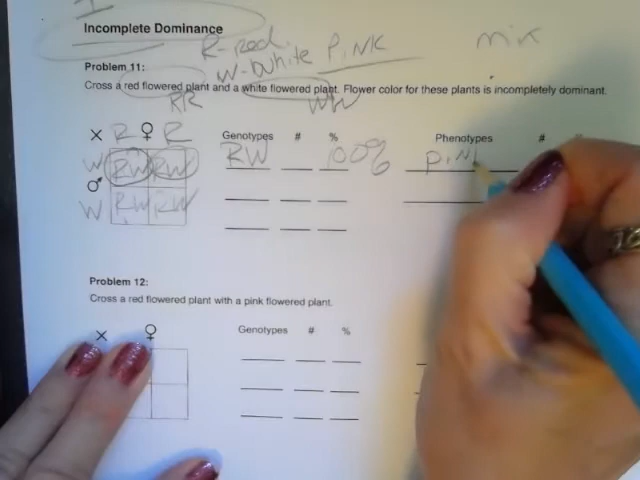 Incomplete Dominance
R-red
W-White PiNK
mix
Problem 11:
Cross a red flowered plant and a white flowered plant. Flower color for these plants is incompletely dominant.
RR WW
X R ♀ R Genotypes # % Phenotypes #
W RW RW RW 100% PiN
♂
W RW RW
Problem 12:
Cross a red flowered plant with a pink flowered plant.
X ♀ Genotypes # %